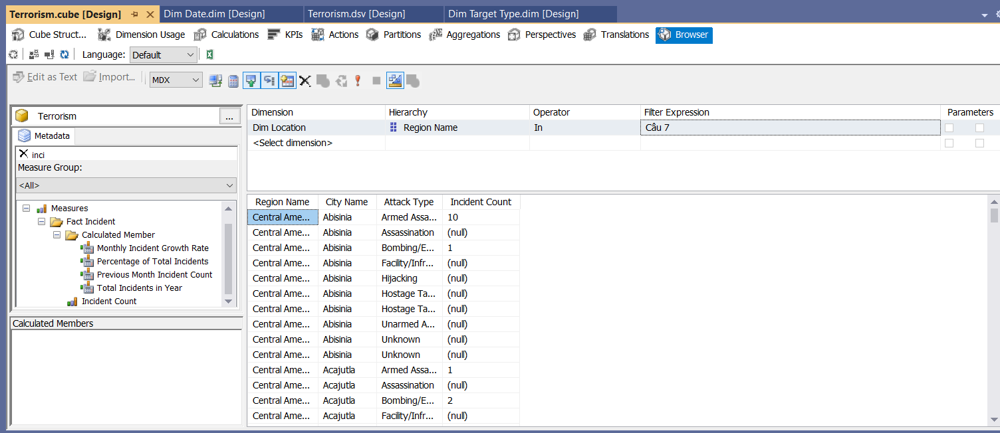 Terrorism.cube [Design] Dim Date.dim [Design] Terrorism.dsv [Design] Dim Target Type.dim [Design]
Cube Struct... Dimension Usage Calculations KPIs Actions Partitions Aggregations Perspectives Translations Browser
Language: Default
Edit as Text Import... MDX
Terrorism ...
Metadata
inci
Measure Group:
<All>
Measures
Fact Incident
Calculated Member
Monthly Incident Growth Rate
Percentage of Total Incidents
Previous Month Incident Count
Total Incidents in Year
Incident Count
Calculated Members
Dimension Hierarchy Operator Filter Expression Parameters
Dim Location Region Name In Câu 7
<Select dimension>
Region Name City Name Attack Type Incident Count
Central Ame... Abisinia Armed Assa... 10
Central Ame... Abisinia Assassination (null)
Central Ame... Abisinia Bombing/E... 1
Central Ame... Abisinia Facility/Infr... (null)
Central Ame... Abisinia Hijacking (null)
Central Ame... Abisinia Hostage Ta... (null)
Central Ame... Abisinia Hostage Ta... (null)
Central Ame... Abisinia Unarmed A... (null)
Central Ame... Abisinia Unknown (null)
Central Ame... Abisinia Unknown (null)
Central Ame... Acajutla Armed Assa... 1
Central Ame... Acajutla Assassination (null)
Central Ame... Acajutla Bombing/E... 2
Central Ame... Acajutla Facility/Infr... (null)